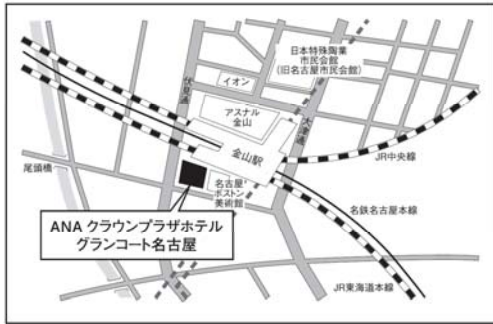 日本特殊陶業
市民会館
(旧名古屋市民会館)
イオン
伏見通
アスナル
金山
大津通
金山駅
JR中央線
尾頭橋
名古屋
ボストン
美術館
名鉄名古屋本線
ANA クラウンプラザホテル
グランコート名古屋
JR東海道本線